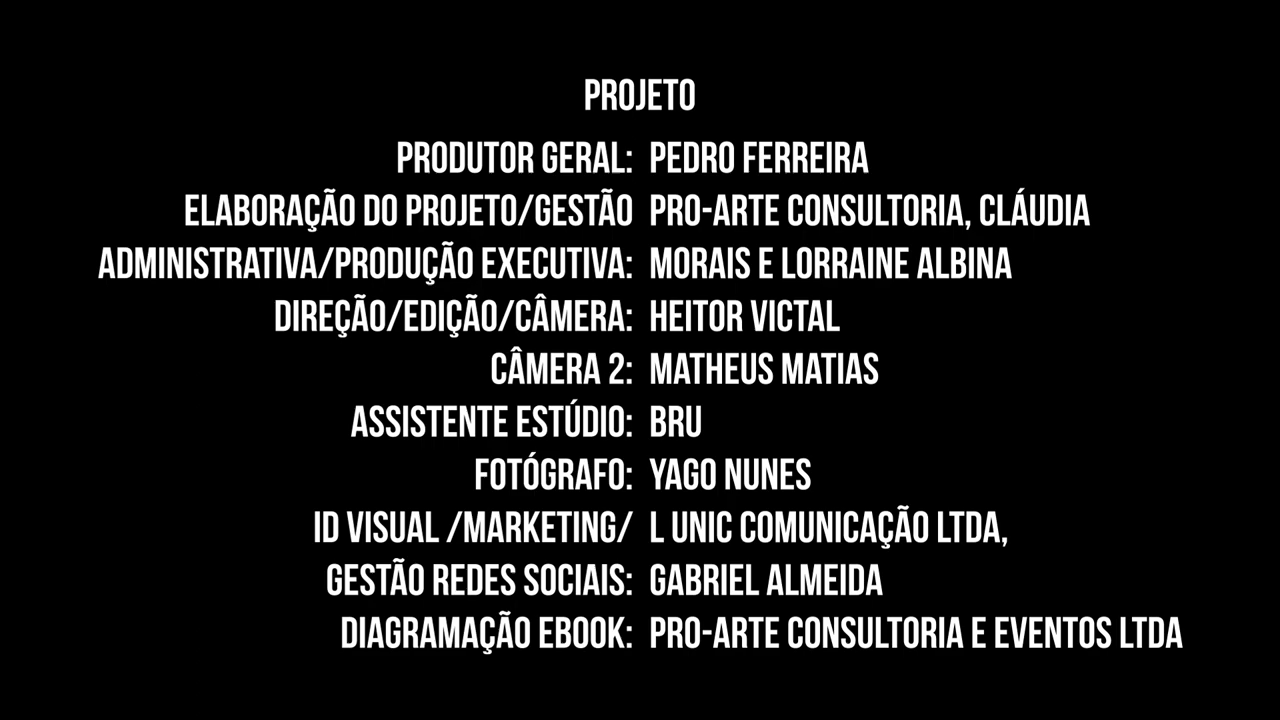 PROJETO
PRODUTOR GERAL: PEDRO FERREIRA
ELABORAÇÃO DO PROJETO/GESTÃO PRO-ARTE CONSULTORIA, CLÁUDIA
ADMINISTRATIVA/PRODUÇÃO EXECUTIVA: MORAIS E LORRAINE ALBINA
DIREÇÃO/EDIÇÃO/CÂMERA: HEITOR VICTAL
CÂMERA 2: MATHEUS MATIAS
ASSISTENTE ESTÚDIO: BRU
FOTÓGRAFO: YAGO NUNES
ID VISUAL /MARKETING/ L UNIC COMUNICAÇÃO LTDA,
GESTÃO REDES SOCIAIS: GABRIEL ALMEIDA
DIAGRAMAÇÃO EBOOK: PRO-ARTE CONSULTORIA E EVENTOS LTDA